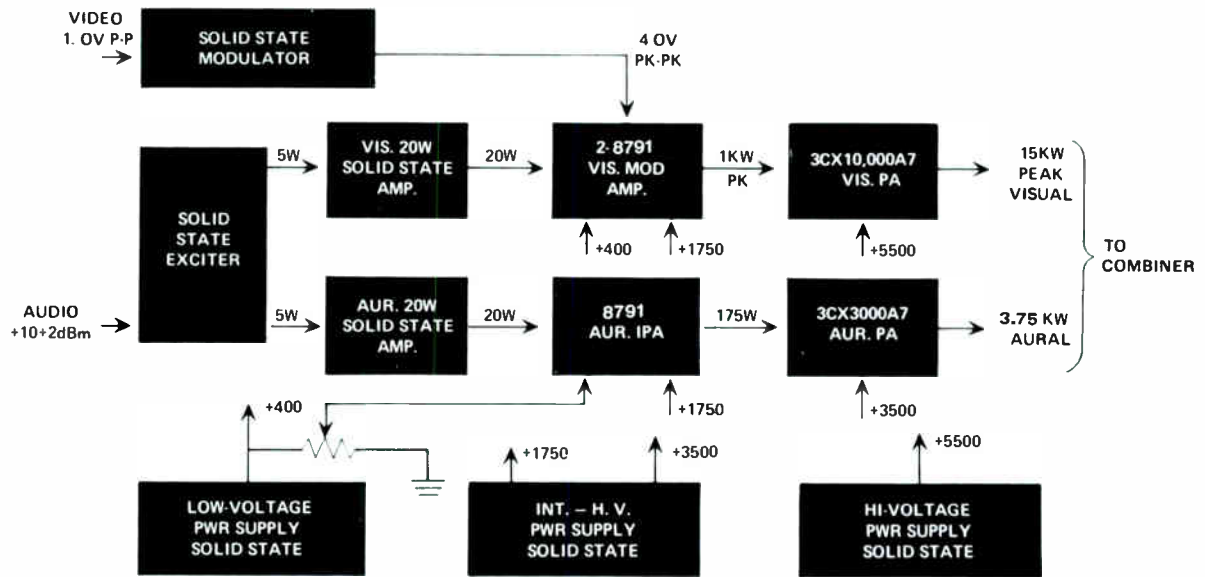 VIDEO
1. OV P-P
SOLID STATE
MODULATOR
4 OV
PK-PK
5W
VIS. 20W
SOLID STATE
AMP.
20W
2-8791
VIS. MOD
AMP.
1KW
PK
3CX10,000A7
VIS. PA
15KW
PEAK
VISUAL
+400
+1750
+5500
SOLID
STATE
EXCITER
TO
COMBINER
AUDIO
+10÷2dBm
5W
AUR. 20W
SOLID STATE
AMP.
20W
8791
AUR. IPA
175W
3CX3000A7
AUR. PA
3.75 KW
AURAL
+400
+1750
+3500
+1750
+3500
+5500
LOW-VOLTAGE
PWR SUPPLY
SOLID STATE
INT. – H. V.
PWR SUPPLY
SOLID STATE
HI-VOLTAGE
PWR SUPPLY
SOLID STATE